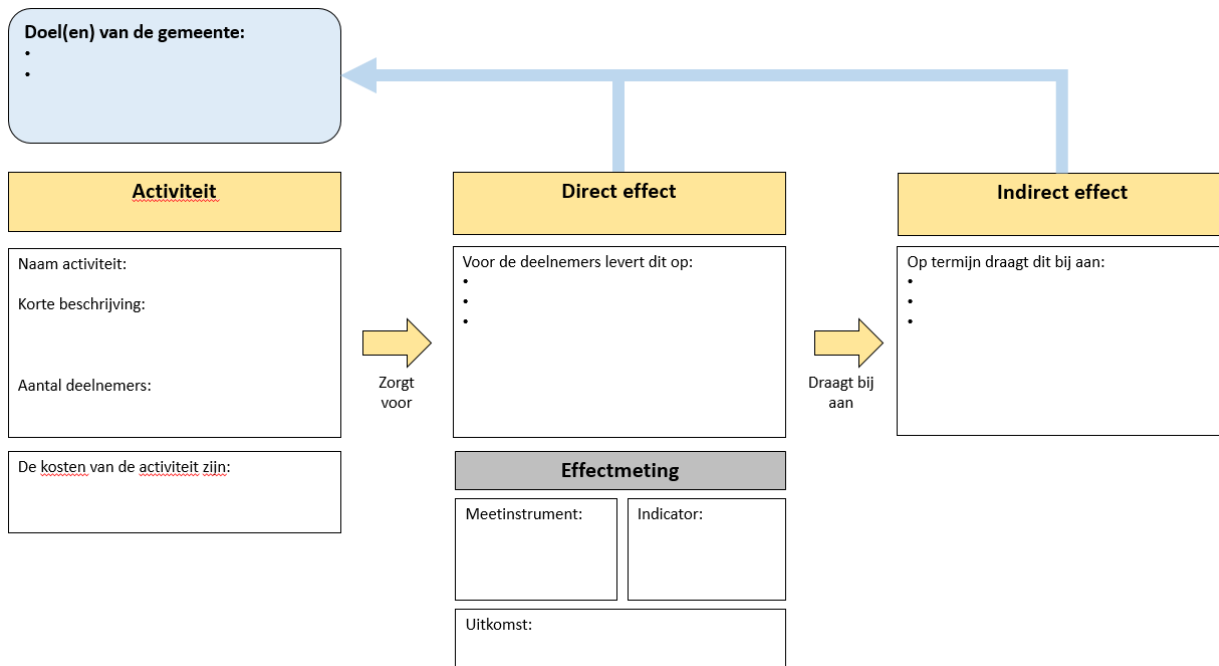 Doel(en) van de gemeente:
•
•
Activiteit
Direct effect
Indirect effect
Naam activiteit:
Korte beschrijving:
Aantal deelnemers:
Zorgt
voor
Voor de deelnemers levert dit op:
•
•
•
Draagt bij
aan
Op termijn draagt dit bij aan:
•
•
•
De kosten van de activiteit zijn:
Effectmeting
Meetinstrument:
Indicator:
Uitkomst: